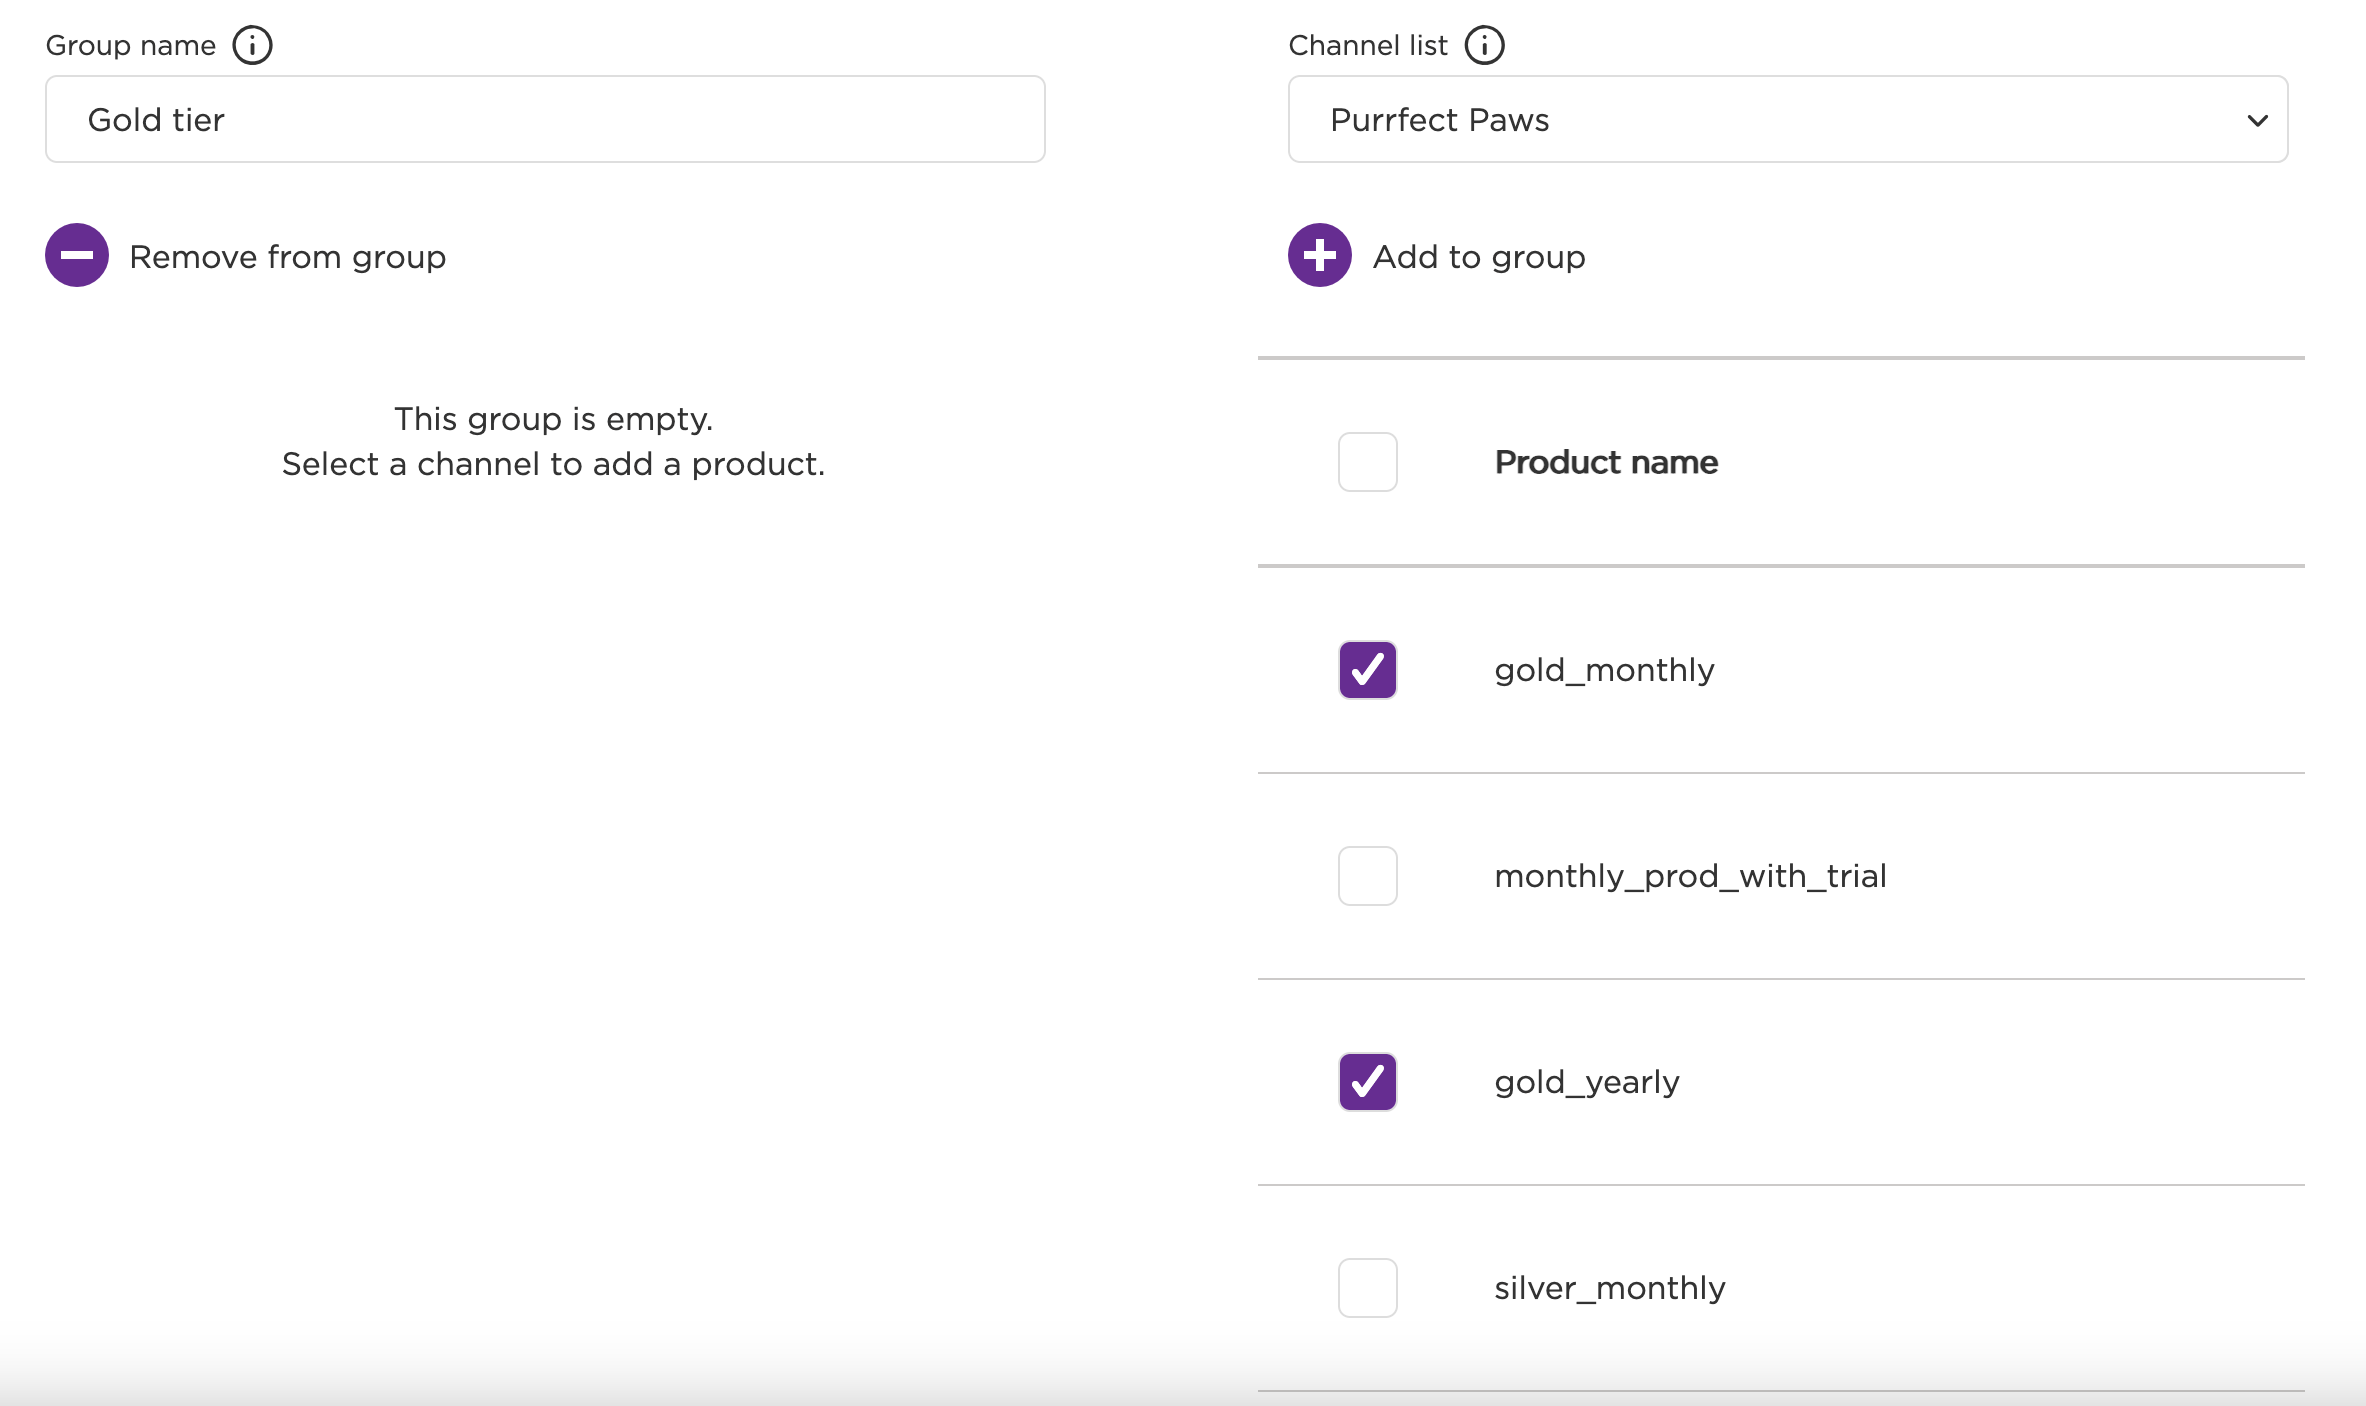 Group name
Gold tier
Remove from group
This group is empty.
Select a channel to add a product.
Channel list
Purrfect Paws
Add to group
Product name
gold_monthly
monthly_prod_with_trial
gold_yearly
silver_monthly